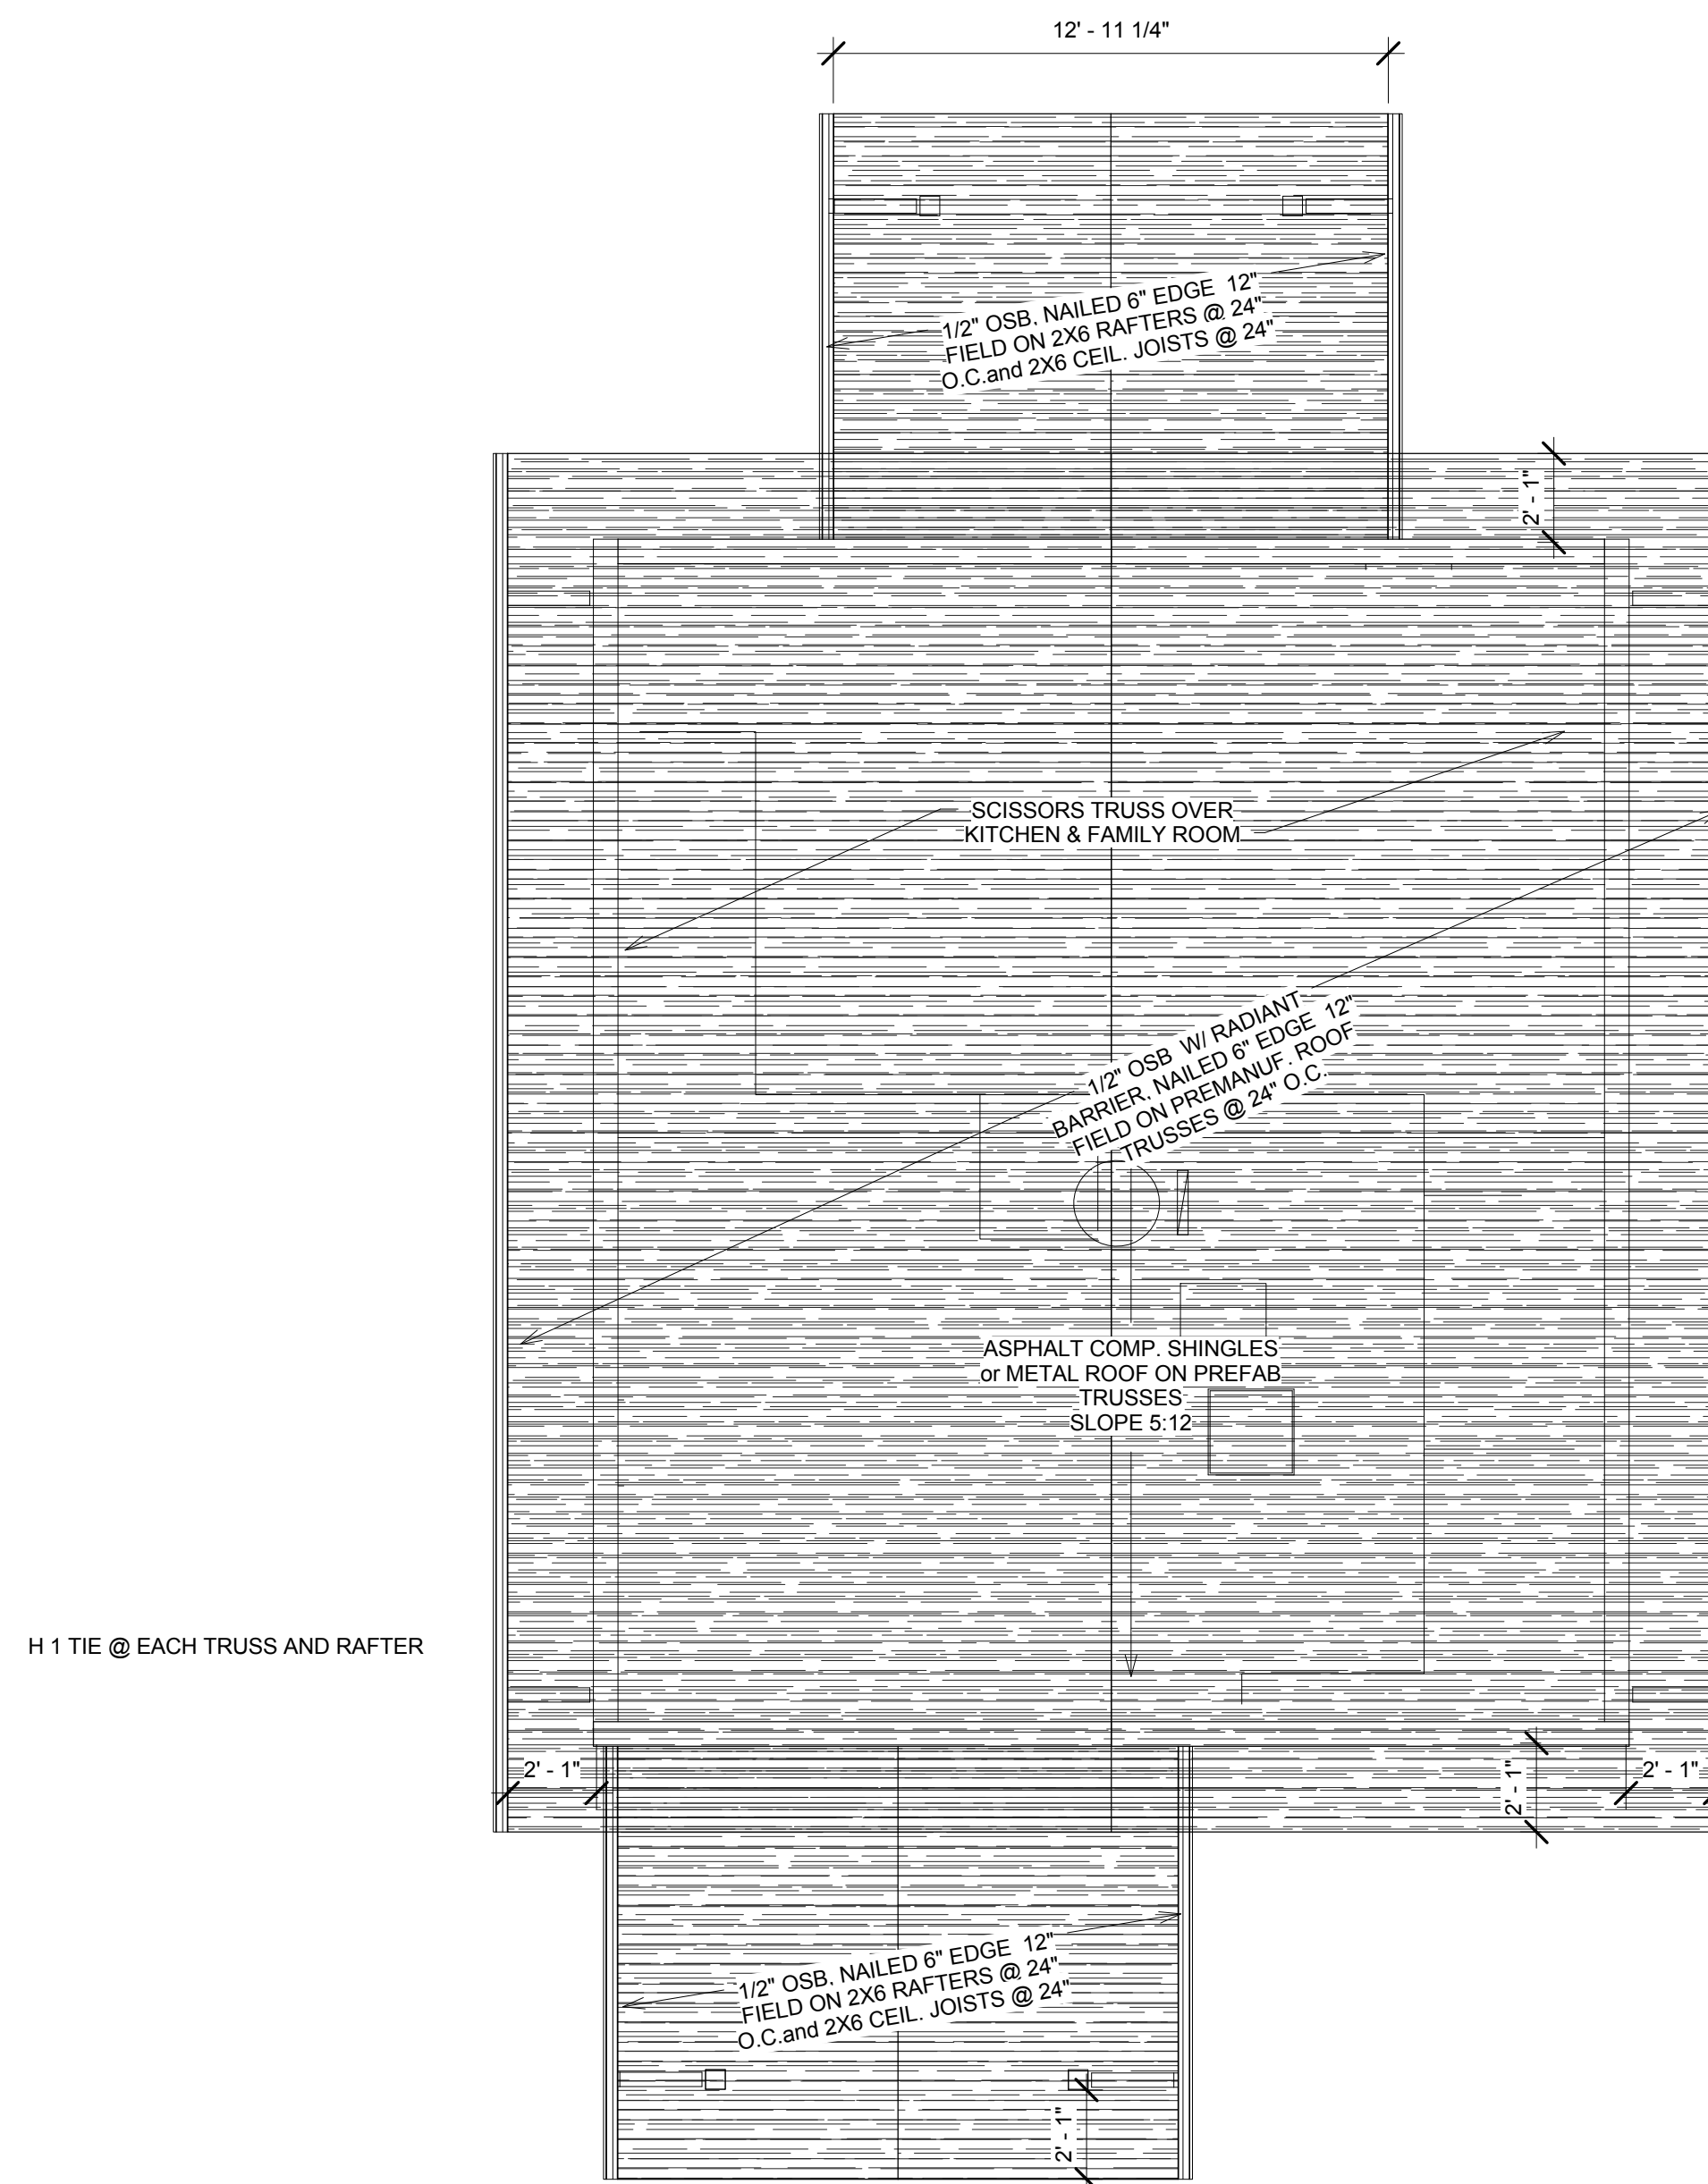 12' - 11 1/4"
1/2" OSB, NAILED 6" EDGE  12"
FIELD ON 2X6 RAFTERS @ 24"
O.C.and 2X6 CEIL. JOISTS @ 24"
2' - 1"
SCISSORS TRUSS OVER
KITCHEN & FAMILY ROOM
1/2" OSB  W/ RADIANT
BARRIER, NAILED 6" EDGE  12"
FIELD ON PREMANUF. ROOF
TRUSSES @ 24" O.C.
ASPHALT COMP. SHINGLES
or METAL ROOF ON PREFAB
TRUSSES
SLOPE 5:12
H 1 TIE @ EACH TRUSS AND RAFTER
2' - 1"
2' - 1"
2' - 1"
1/2" OSB, NAILED 6" EDGE  12"
FIELD ON 2X6 RAFTERS @ 24"
O.C.and 2X6 CEIL. JOISTS @ 24"
2' - 1"